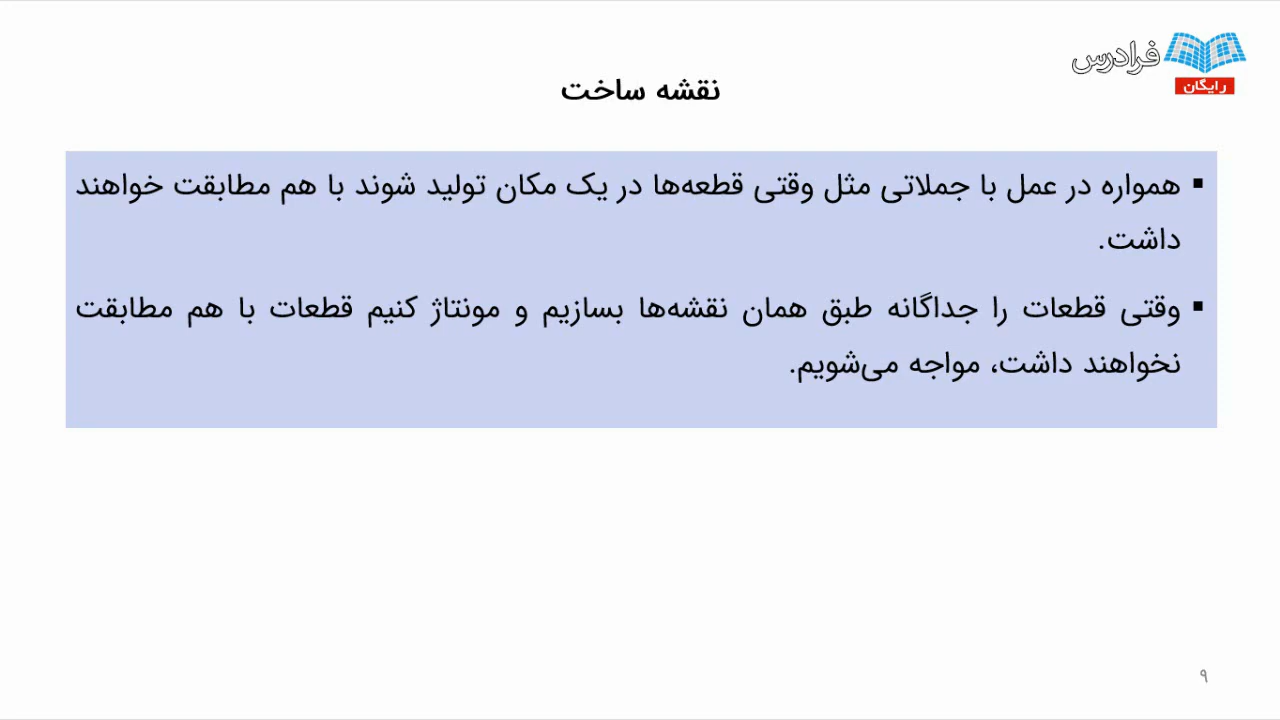 فرادرس
رایگان
نقشه ساخت
▪ همواره در عمل با جملاتی مثل وقتی قطعه‌ها در یک مکان تولید شوند با هم مطابقت خواهند
داشت.
▪ وقتی قطعات را جداگانه طبق همان نقشه‌ها بسازیم و مونتاژ کنیم قطعات با هم مطابقت
نخواهند داشت، مواجه می‌شویم.
۹